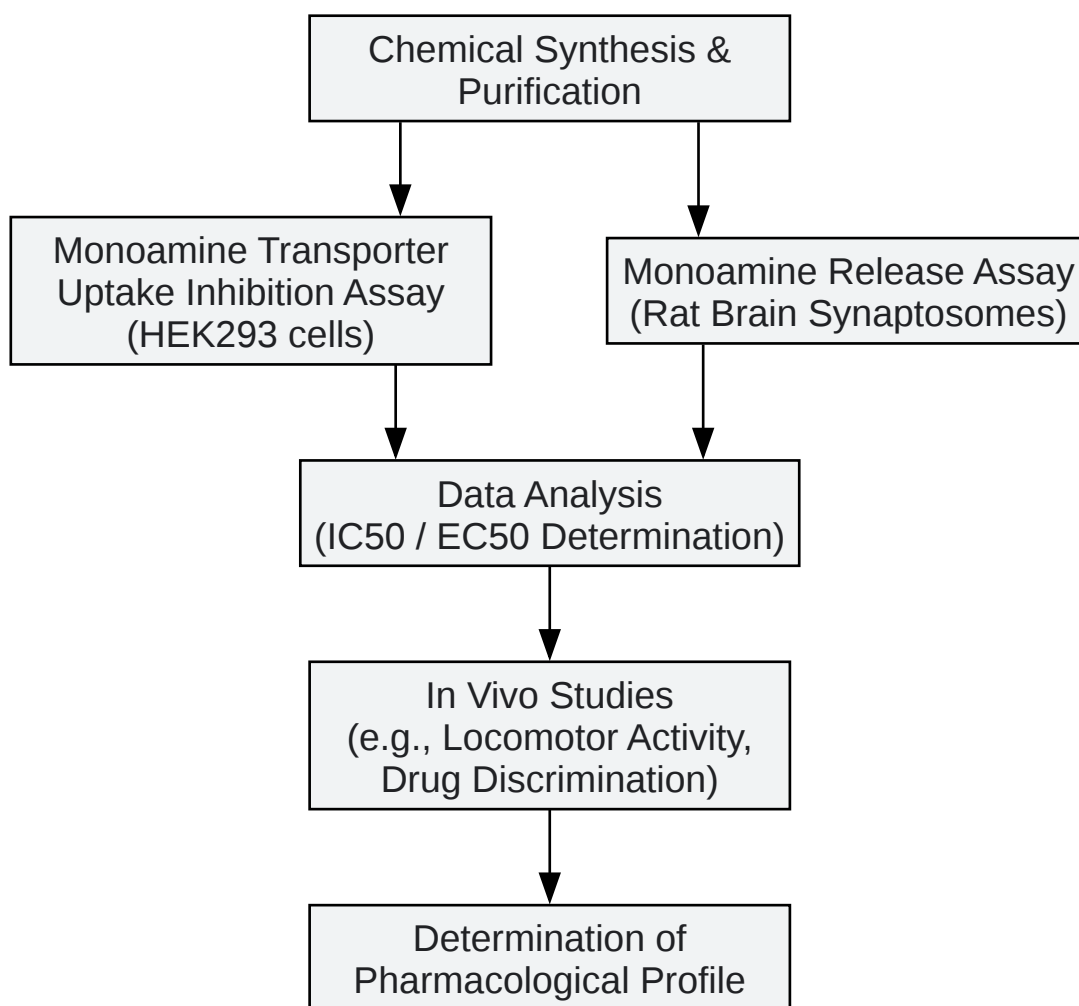 Chemical Synthesis &
Purification
Monoamine Transporter
Uptake Inhibition Assay
(HEK293 cells)
Monoamine Release Assay
(Rat Brain Synaptosomes)
Data Analysis
(IC50 / EC50 Determination)
In Vivo Studies
(e.g., Locomotor Activity,
Drug Discrimination)
Determination of
Pharmacological Profile